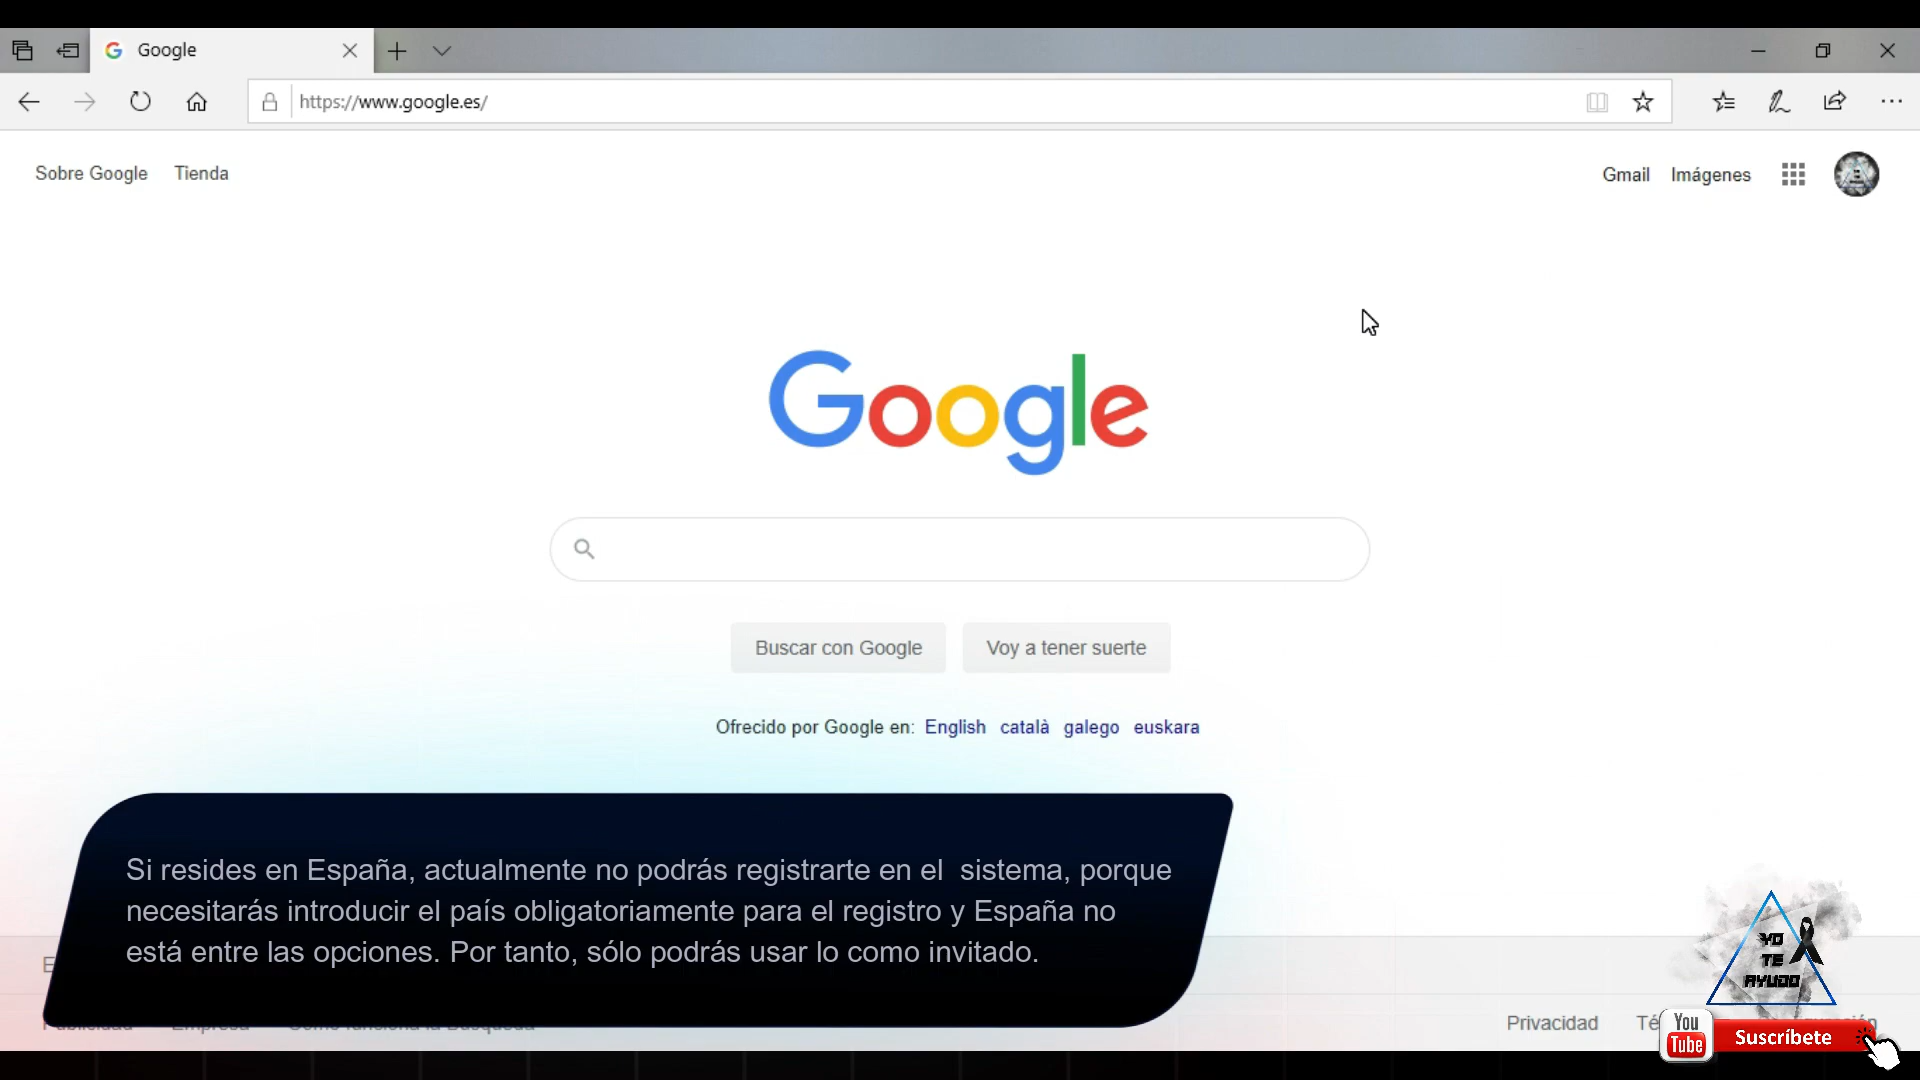 Google
https://www.google.es/
Sobre Google Tienda
Gmail Imágenes
Google
Buscar con Google Voy a tener suerte
Ofrecido por Google en: English català galego euskara
Si resides en España, actualmente no podrás registrarte en el sistema, porque
necesitarás introducir el país obligatoriamente para el registro y España no
está entre las opciones. Por tanto, sólo podrás usar lo como invitado.
YO
TE
AYUDO
Publicidad Empresa Cómo funciona la Búsqueda
Privacidad
You
Tube
Suscríbete